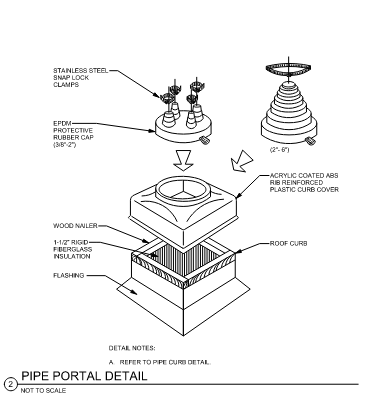 STAINLESS STEEL
SNAP LOCK
CLAMPS
EPDM
PROTECTIVE
RUBBER CAP
(3/8"-2")
(2"- 6")
ACRYLIC COATED ABS
RIB REINFORCED
PLASTIC CURB COVER
WOOD NAILER
1-1/2" RIGID
FIBERGLASS
INSULATION
ROOF CURB
FLASHING
DETAIL NOTES:
A REFER TO PIPE CURB DETAIL.
2 PIPE PORTAL DETAIL
NOT TO SCALE